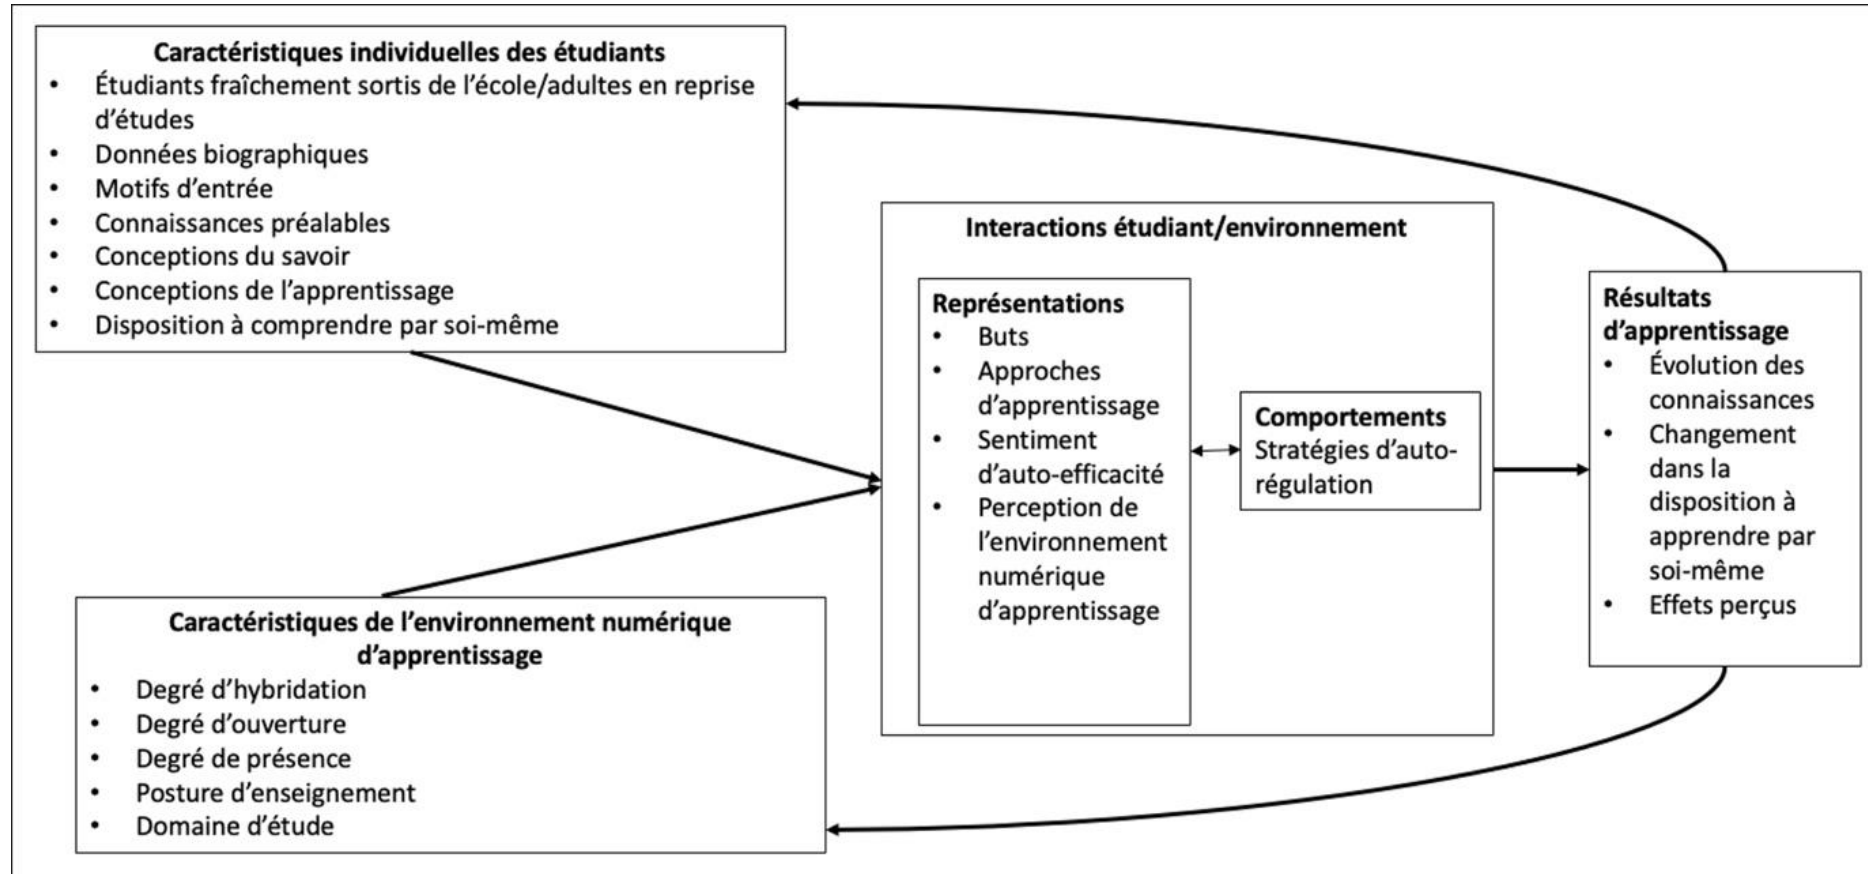 Caractéristiques individuelles des étudiants
• Étudiants fraîchement sortis de l’école/adultes en reprise
d’études
• Données biographiques
• Motifs d’entrée
• Connaissances préalables
• Conceptions du savoir
• Conceptions de l’apprentissage
• Disposition à comprendre par soi-même
Interactions étudiant/environnement
Représentations
• Buts
• Approches
d’apprentissage
• Sentiment
d’auto-efficacité
• Perception de
l’environnement
numérique
d’apprentissage
Comportements
Stratégies d’auto-
régulation
Résultats
d’apprentissage
• Évolution des
connaissances
• Changement
dans la
disposition à
apprendre par
soi-même
• Effets perçus
Caractéristiques de l’environnement numérique
d’apprentissage
• Degré d’hybridation
• Degré d’ouverture
• Degré de présence
• Posture d’enseignement
• Domaine d’étude